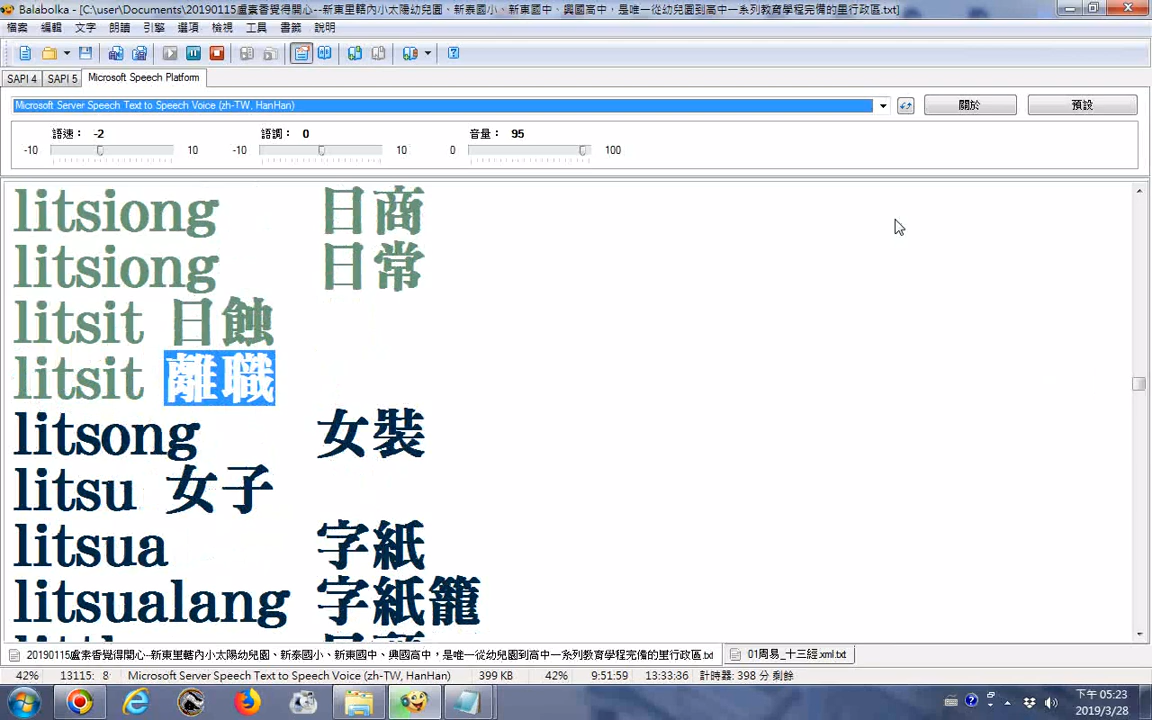 Balabolka - [C:\user\Documents\20190115盧素香覺得開心--新東里轄內小太陽幼兒園、新泰國小、新東國中、興國高中，是唯一從幼兒園到高中一系列教育學程完備的里行政區.txt]
檔案 編輯 文字 朗讀 引擎 選項 檢視 工具 書籤 說明
SAPI 4 SAPI 5 Microsoft Speech Platform
Microsoft Server Speech Text to Speech Voice (zh-TW, HanHan) 關於 預設
語速： -2 語調： 0 音量： 95
-10 10 -10 10 0 100
litsiong 日商
litsiong 日常
litsit 日蝕
litsit 離職
litsong 女裝
litsu 女子
litsua 字紙
litsualang 字紙籠
20190115盧素香覺得開心--新東里轄內小太陽幼兒園、新泰國小、新東國中、興國高中，是唯一從幼兒園到高中一系列教育學程完備的里行政區.txt 01周易_十三經.xml.txt
42% 13115: 8 Microsoft Server Speech Text to Speech Voice (zh-TW, HanHan) 399 KB 42% 9:51:59 13:33:36 計時器: 398 分 剩餘
下午 05:23
2019/3/28